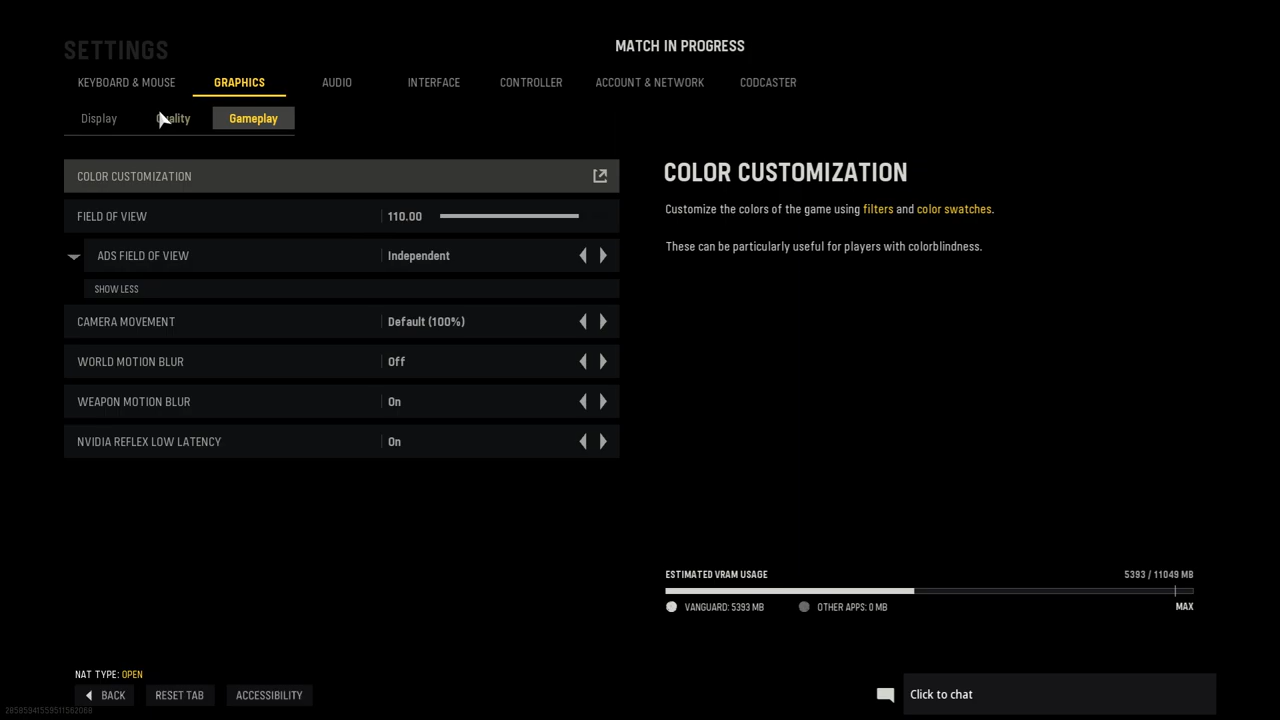 SETTINGS
MATCH IN PROGRESS
KEYBOARD & MOUSE GRAPHICS AUDIO INTERFACE CONTROLLER ACCOUNT & NETWORK CODCASTER
Display Quality Gameplay
COLOR CUSTOMIZATION
FIELD OF VIEW 110.00
ADS FIELD OF VIEW Independent
SHOW LESS
CAMERA MOVEMENT Default (100%)
WORLD MOTION BLUR Off
WEAPON MOTION BLUR On
NVIDIA REFLEX LOW LATENCY On
COLOR CUSTOMIZATION
Customize the colors of the game using filters and color swatches.
These can be particularly useful for players with colorblindness.
ESTIMATED VRAM USAGE 5393 / 11049 MB
VANGUARD: 5393 MB OTHER APPS: 0 MB MAX
NAT TYPE: OPEN
BACK RESET TAB ACCESSIBILITY
Click to chat